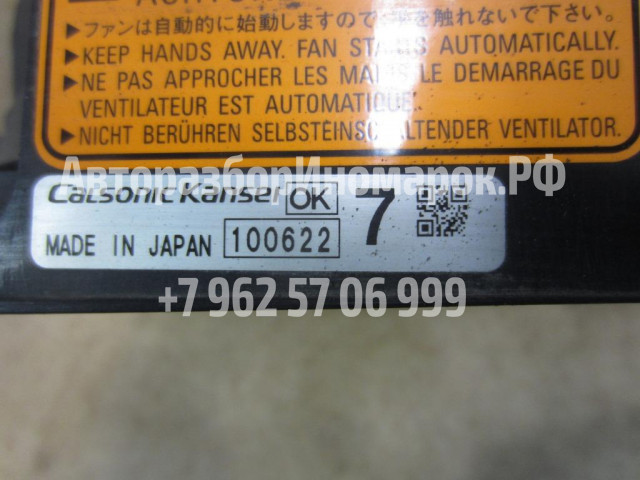 ▶ファンは自動的に始動しますので 手を触れないで下さい。
▶KEEP HANDS AWAY. FAN STARTS AUTOMATICALLY.
▶NE PAS APPROCHER LES MAINS LE DEMARRAGE DU
VENTILATEUR EST AUTOMATIQUE.
▶NICHT BERÜHREN SELBSTEINSCHALTENDER VENTILATOR.
АвторазборИномарок.РФ
Calsonic Kansei OK 7
MADE IN JAPAN 100622
+7 962 57 06 999